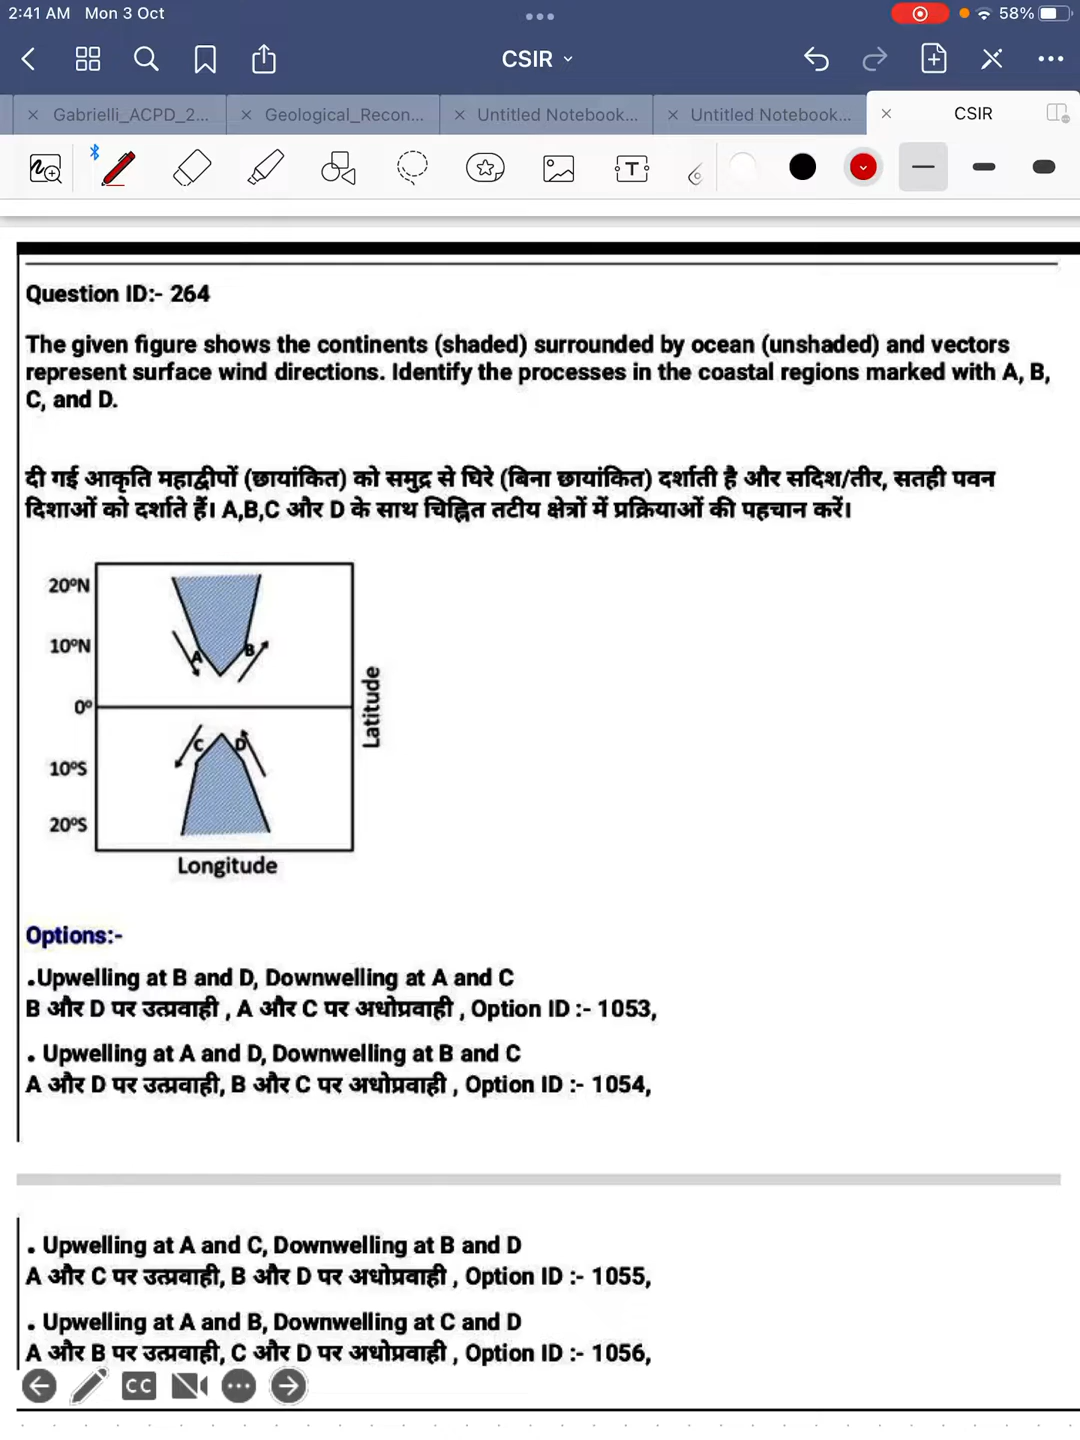 2:41 AM Mon 3 Oct
58%
CSIR
Gabrielli_ACPD_2...
Geological_Recon...
Untitled Notebook...
Untitled Notebook...
CSIR
T
Question ID:- 264
The given figure shows the continents (shaded) surrounded by ocean (unshaded) and vectors
represent surface wind directions. Identify the processes in the coastal regions marked with A, B,
C, and D.
दी गई आकृति महाद्वीपों (छायांकित) को समुद्र से घिरे (बिना छायांकित) दर्शाती है और सदिश/तीर, सतही पवन
दिशाओं को दर्शाते हैं। A,B,C और D के साथ चिह्नित तटीय क्षेत्रों में प्रक्रियाओं की पहचान करें।
20ºN
10ºN
A
B
0º
C
D
10ºS
20ºS
Latitude
Longitude
Options:-
.Upwelling at B and D, Downwelling at A and C
B और D पर उत्प्रवाही , A और C पर अधोप्रवाही , Option ID :- 1053,
. Upwelling at A and D, Downwelling at B and C
A और D पर उत्प्रवाही, B और C पर अधोप्रवाही , Option ID :- 1054,
. Upwelling at A and C, Downwelling at B and D
A और C पर उत्प्रवाही, B और D पर अधोप्रवाही , Option ID :- 1055,
. Upwelling at A and B, Downwelling at C and D
A और B पर उत्प्रवाही, C और D पर अधोप्रवाही , Option ID :- 1056,
CC